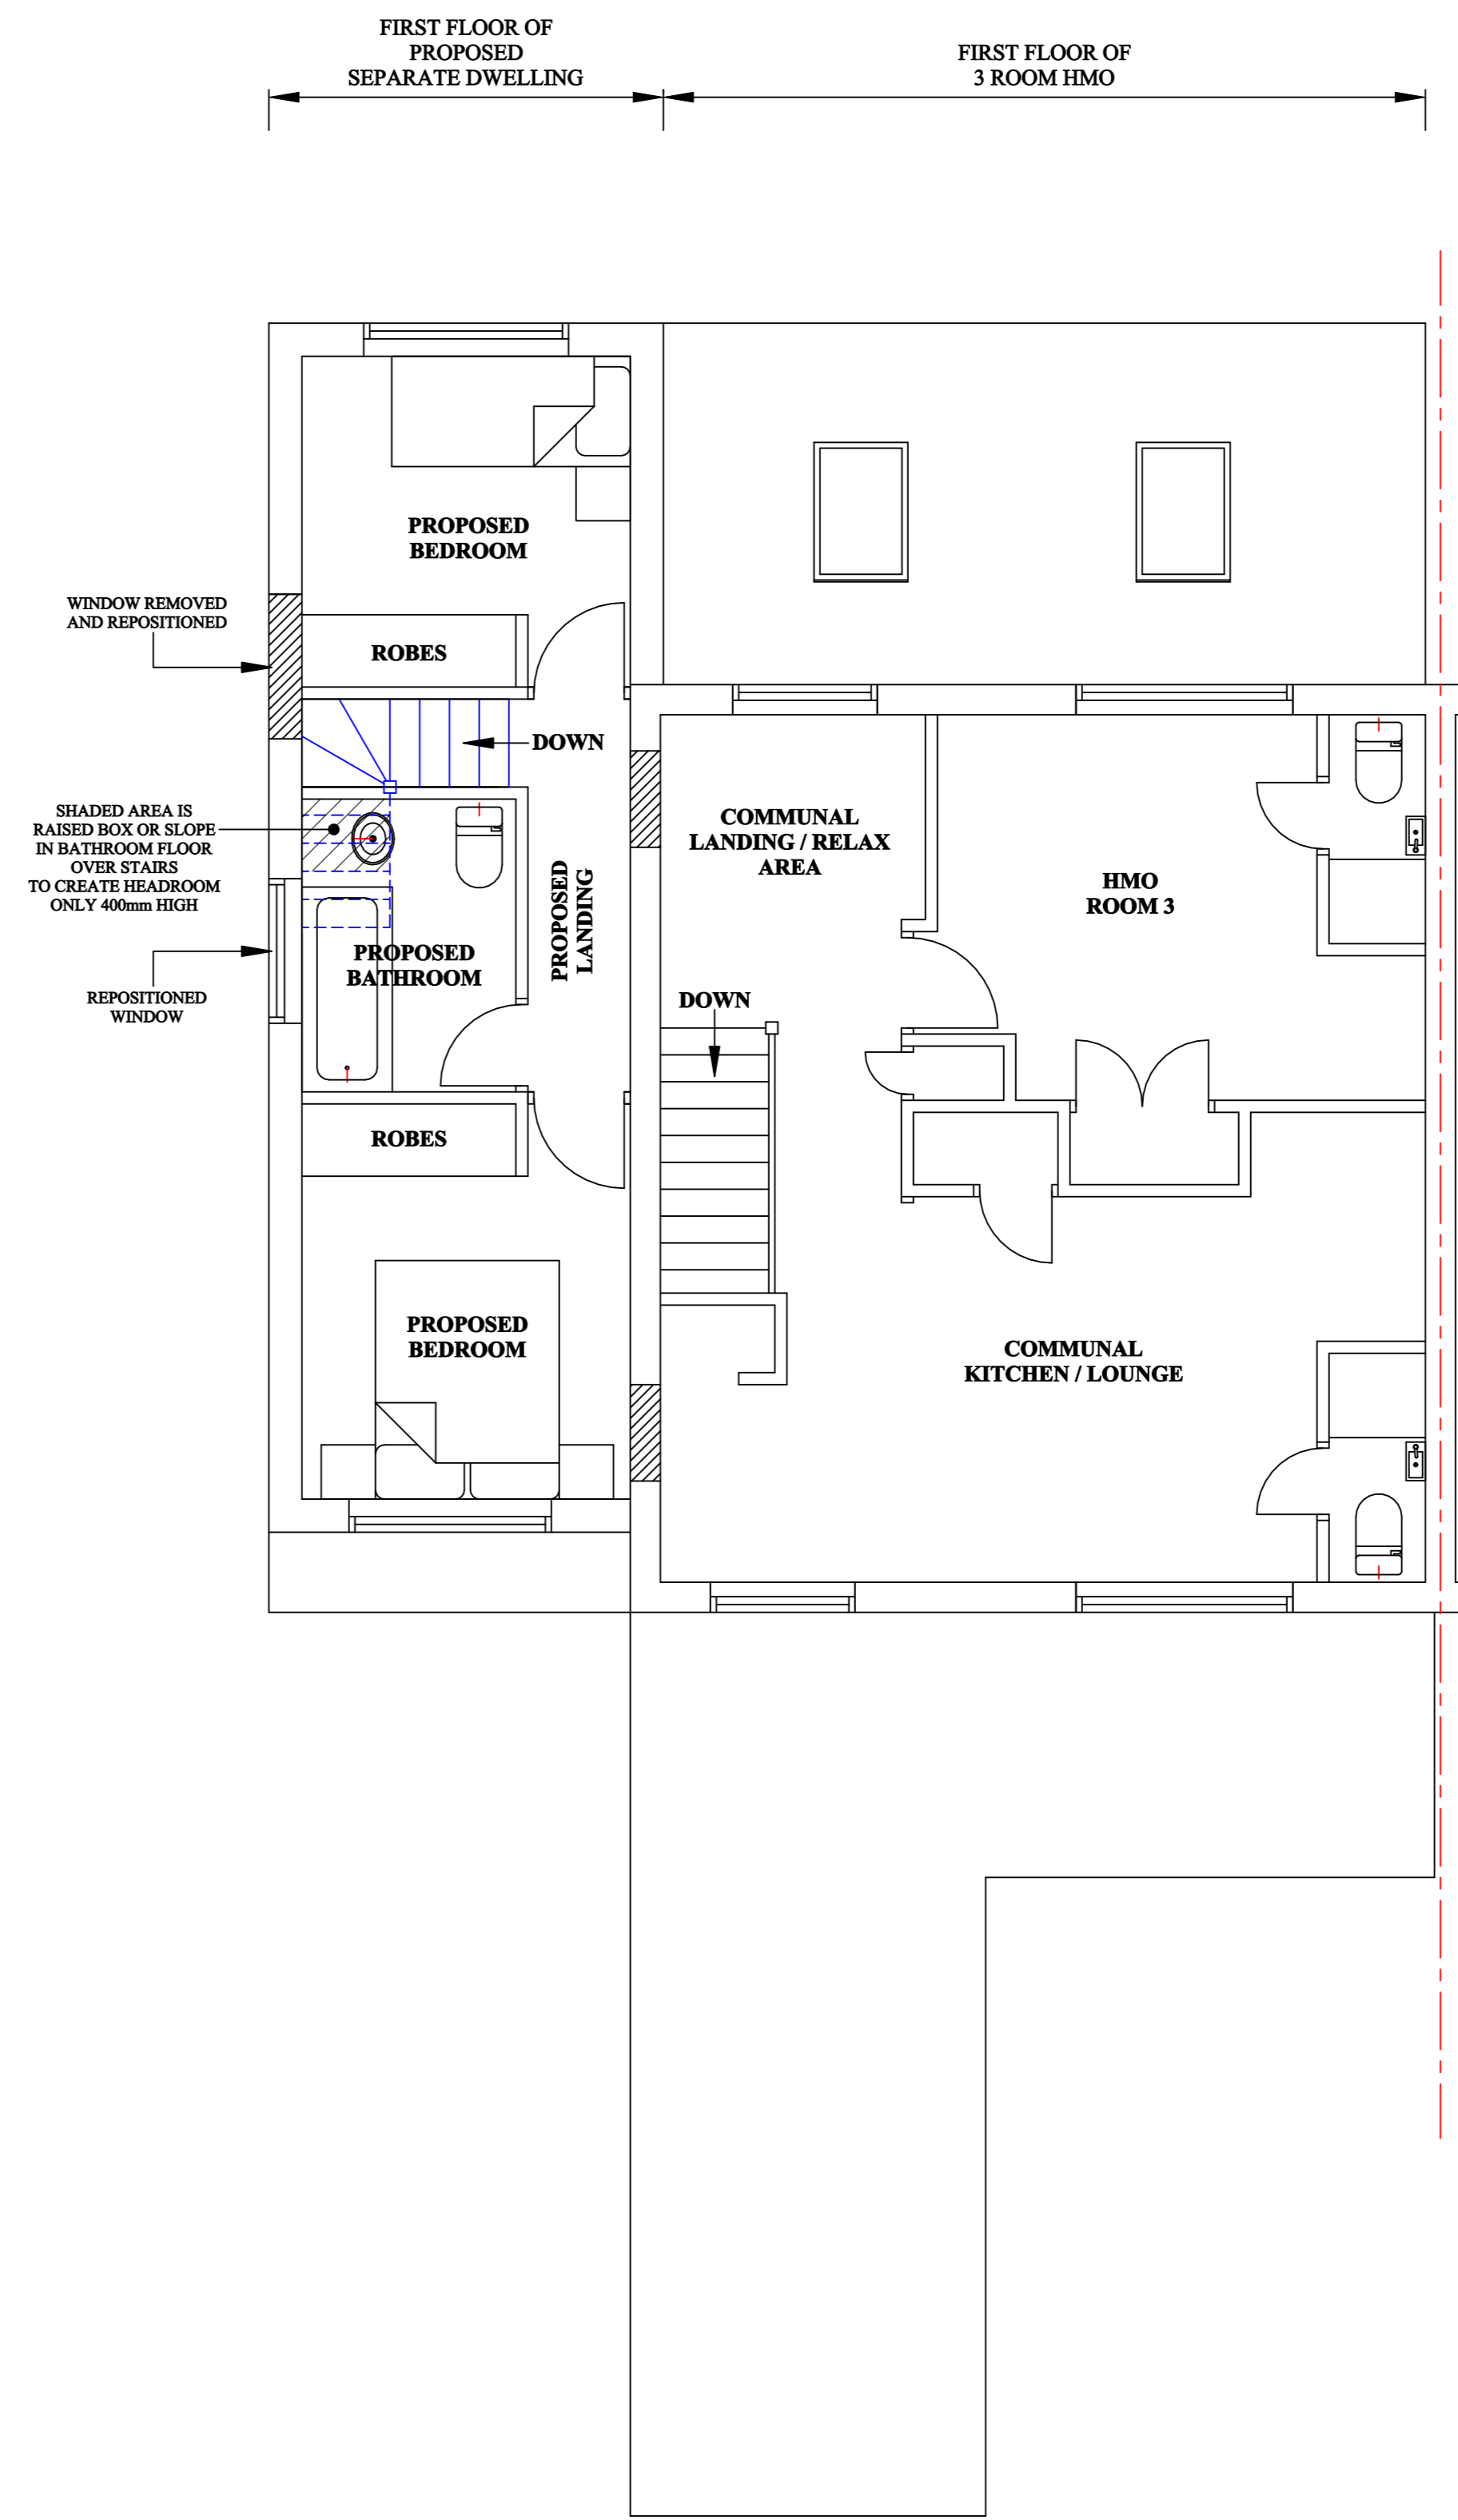 FIRST FLOOR OF
PROPOSED
SEPARATE DWELLING
FIRST FLOOR OF
3 ROOM HMO
PROPOSED
BEDROOM
WINDOW REMOVED
AND REPOSITIONED
ROBES
DOWN
SHADED AREA IS
RAISED BOX OR SLOPE
IN BATHROOM FLOOR
OVER STAIRS
TO CREATE HEADROOM
ONLY 400mm HIGH
PROPOSED
LANDING
COMMUNAL
LANDING / RELAX
AREA
HMO
ROOM 3
PROPOSED
BATHROOM
REPOSITIONED
WINDOW
DOWN
ROBES
PROPOSED
BEDROOM
COMMUNAL
KITCHEN / LOUNGE